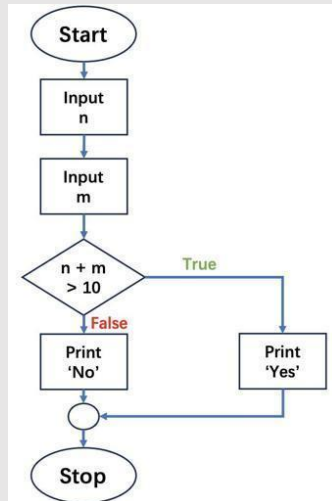 Start
Input
n
Input
m
n + m
> 10
True
False
Print
‘No’
Print
‘Yes’
Stop